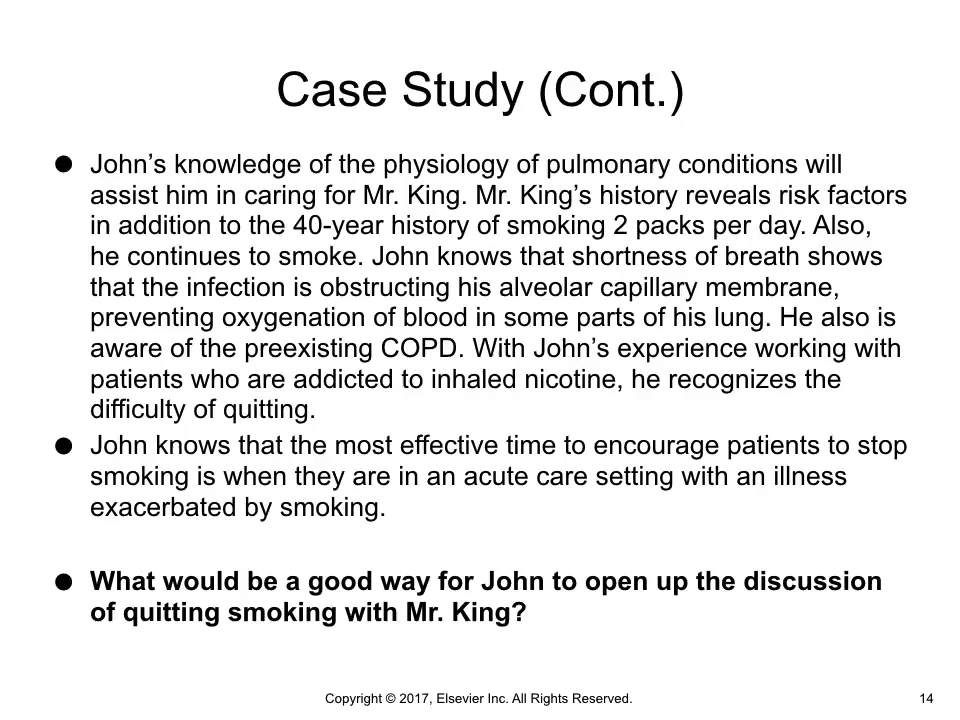 Case Study (Cont.)
● John’s knowledge of the physiology of pulmonary conditions will
assist him in caring for Mr. King. Mr. King’s history reveals risk factors
in addition to the 40-year history of smoking 2 packs per day. Also,
he continues to smoke. John knows that shortness of breath shows
that the infection is obstructing his alveolar capillary membrane,
preventing oxygenation of blood in some parts of his lung. He also is
aware of the preexisting COPD. With John’s experience working with
patients who are addicted to inhaled nicotine, he recognizes the
difficulty of quitting.
● John knows that the most effective time to encourage patients to stop
smoking is when they are in an acute care setting with an illness
exacerbated by smoking.
● What would be a good way for John to open up the discussion
of quitting smoking with Mr. King?
Copyright © 2017, Elsevier Inc. All Rights Reserved.
14